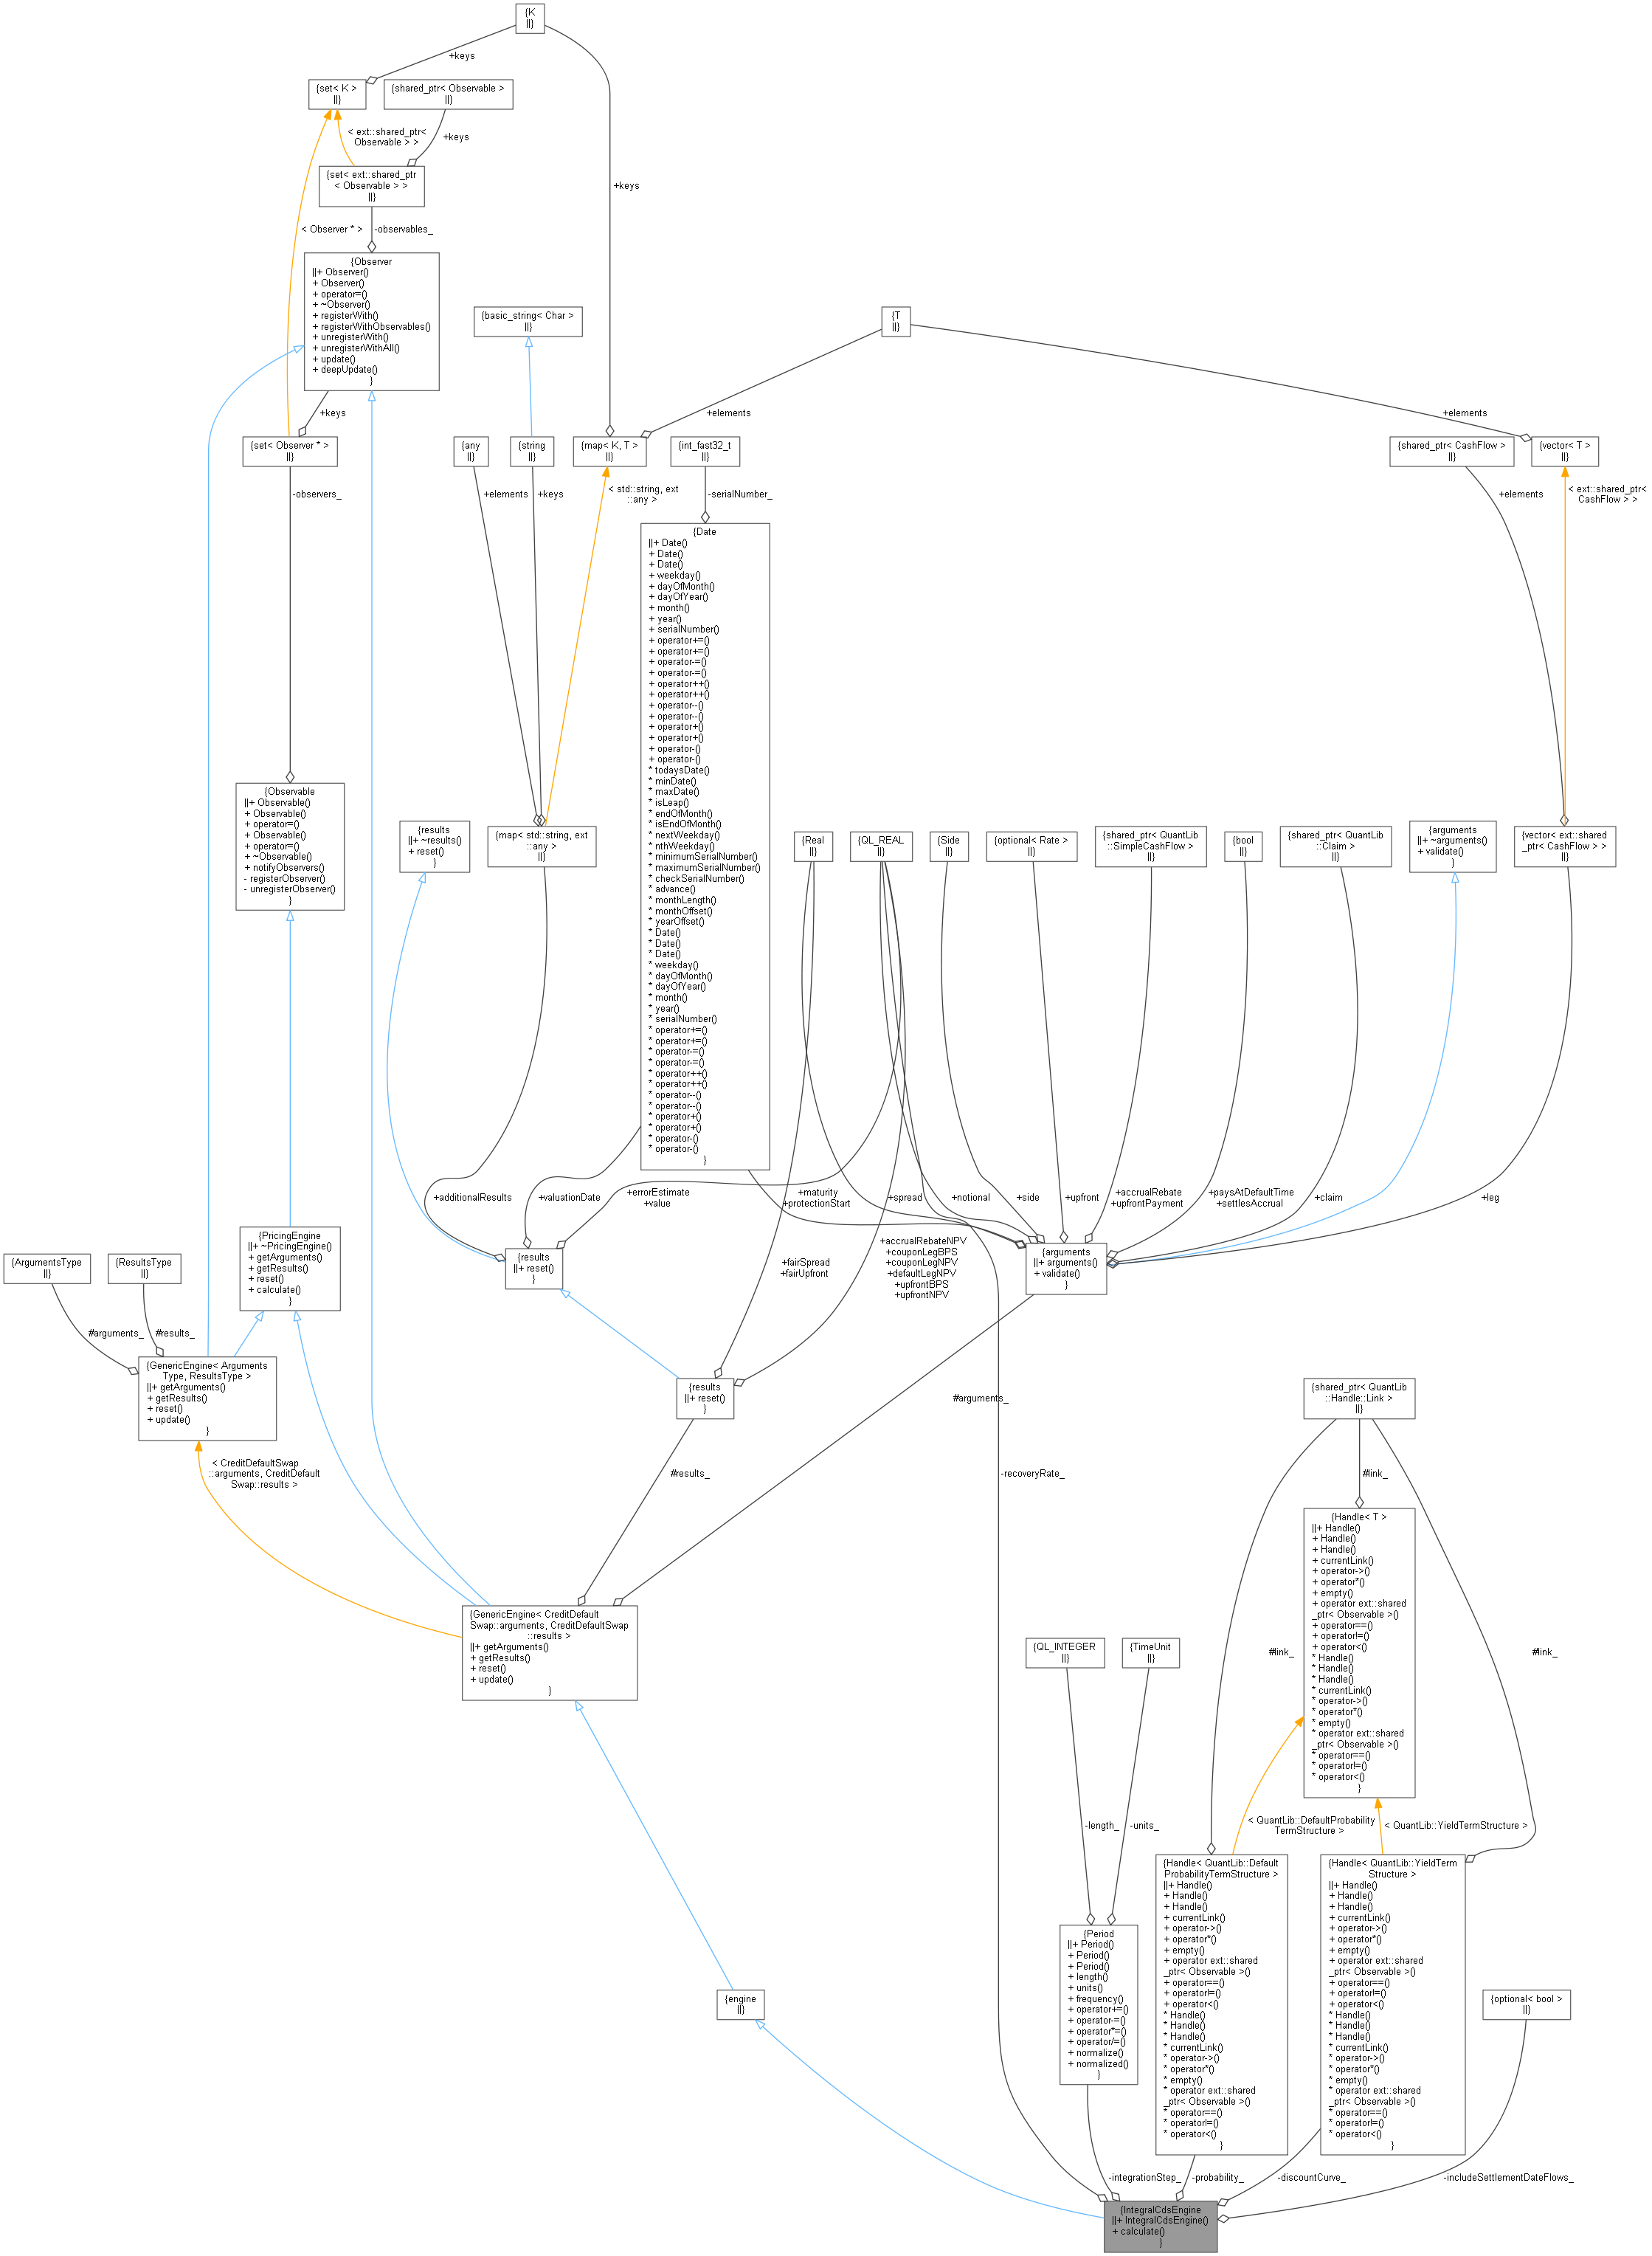 {K
||}
+keys
{set< K >
||}
{shared_ptr< Observable >
||}
< ext::shared_ptr<
Observable > >
+keys
{set< ext::shared_ptr
< Observable > >
||}
+keys
< Observer * >
-observables_
{Observer
||+ Observer()
+ Observer()
+ operator=()
+ ~Observer()
+ registerWith()
+ registerWithObservables()
+ unregisterWith()
+ unregisterWithAll()
+ update()
+ deepUpdate()
}
{basic_string< Char >
||}
{T
||}
+keys
+elements
+elements
{set< Observer * >
||}
{any
||}
{string
||}
{map< K, T >
||}
{int_fast32_t
||}
{shared_ptr< CashFlow >
||}
{vector< T >
||}
-observers_
+elements
+keys
< std::string, ext
::any >
-serialNumber_
+elements
< ext::shared_ptr<
CashFlow > >
{Date
||+ Date()
+ Date()
+ Date()
+ weekday()
+ dayOfMonth()
+ dayOfYear()
+ month()
+ year()
+ serialNumber()
+ operator+=()
+ operator+=()
+ operator-=()
+ operator-=()
+ operator++()
+ operator++()
+ operator--()
+ operator--()
+ operator+()
+ operator+()
+ operator-()
+ operator-()
* todaysDate()
* minDate()
* maxDate()
* isLeap()
* endOfMonth()
* isEndOfMonth()
* nextWeekday()
* nthWeekday()
* minimumSerialNumber()
* maximumSerialNumber()
* checkSerialNumber()
* advance()
* monthLength()
* monthOffset()
* yearOffset()
* Date()
* Date()
* Date()
* weekday()
* dayOfMonth()
* dayOfYear()
* month()
* year()
* serialNumber()
* operator+=()
* operator+=()
* operator-=()
* operator-=()
* operator++()
* operator++()
* operator--()
* operator--()
* operator+()
* operator+()
* operator-()
* operator-()
}
{Observable
||+ Observable()
+ Observable()
+ operator=()
+ Observable()
+ operator=()
+ ~Observable()
+ notifyObservers()
- registerObserver()
- unregisterObserver()
}
{results
||+ ~results()
+ reset()
}
{map< std::string, ext
::any >
||}
{Real
||}
{QL_REAL
||}
{Side
||}
{optional< Rate >
||}
{shared_ptr< QuantLib
::SimpleCashFlow >
||}
{bool
||}
{shared_ptr< QuantLib
::Claim >
||}
{arguments
||+ ~arguments()
+ validate()
}
{vector< ext::shared
_ptr< CashFlow > >
||}
+additionalResults
+valuationDate
+errorEstimate
+value
+maturity
+protectionStart
+spread
+notional
+side
+upfront
+accrualRebate
+upfrontPayment
+paysAtDefaultTime
+settlesAccrual
+claim
+leg
{PricingEngine
||+ ~PricingEngine()
+ getArguments()
+ getResults()
+ reset()
+ calculate()
}
{ArgumentsType
||}
{ResultsType
||}
{results
||+ reset()
}
+fairSpread
+fairUpfront
+accrualRebateNPV
+couponLegBPS
+couponLegNPV
+defaultLegNPV
+upfrontBPS
+upfrontNPV
{arguments
||+ arguments()
+ validate()
}
#arguments_
#results_
{GenericEngine< Arguments
Type, ResultsType >
||+ getArguments()
+ getResults()
+ reset()
+ update()
}
{results
||+ reset()
}
#arguments_
{shared_ptr< QuantLib
::Handle::Link >
||}
< CreditDefaultSwap
::arguments, CreditDefault
Swap::results >
#results_
-recoveryRate_
#link_
{Handle< T >
||+ Handle()
+ Handle()
+ Handle()
+ currentLink()
+ operator->()
+ operator*()
+ empty()
+ operator ext::shared
_ptr< Observable >()
+ operator==()
+ operator!=()
+ operator<()
* Handle()
* Handle()
* Handle()
* currentLink()
* operator->()
* operator*()
* empty()
* operator ext::shared
_ptr< Observable >()
* operator==()
* operator!=()
* operator<()
}
{GenericEngine< CreditDefault
Swap::arguments, CreditDefaultSwap
::results >
||+ getArguments()
+ getResults()
+ reset()
+ update()
}
{QL_INTEGER
||}
{TimeUnit
||}
#link_
#link_
-length_
-units_
< QuantLib::DefaultProbability
TermStructure >
< QuantLib::YieldTermStructure >
{engine
||}
{Period
||+ Period()
+ Period()
+ Period()
+ length()
+ units()
+ frequency()
+ operator+=()
+ operator-=()
+ operator*=()
+ operator/=()
+ normalize()
+ normalized()
}
{Handle< QuantLib::Default
ProbabilityTermStructure >
||+ Handle()
+ Handle()
+ Handle()
+ currentLink()
+ operator->()
+ operator*()
+ empty()
+ operator ext::shared
_ptr< Observable >()
+ operator==()
+ operator!=()
+ operator<()
* Handle()
* Handle()
* Handle()
* currentLink()
* operator->()
* operator*()
* empty()
* operator ext::shared
_ptr< Observable >()
* operator==()
* operator!=()
* operator<()
}
{Handle< QuantLib::YieldTerm
Structure >
||+ Handle()
+ Handle()
+ Handle()
+ currentLink()
+ operator->()
+ operator*()
+ empty()
+ operator ext::shared
_ptr< Observable >()
+ operator==()
+ operator!=()
+ operator<()
* Handle()
* Handle()
* Handle()
* currentLink()
* operator->()
* operator*()
* empty()
* operator ext::shared
_ptr< Observable >()
* operator==()
* operator!=()
* operator<()
}
{optional< bool >
||}
-integrationStep_
-probability_
-discountCurve_
-includeSettlementDateFlows_
{IntegralCdsEngine
||+ IntegralCdsEngine()
+ calculate()
}